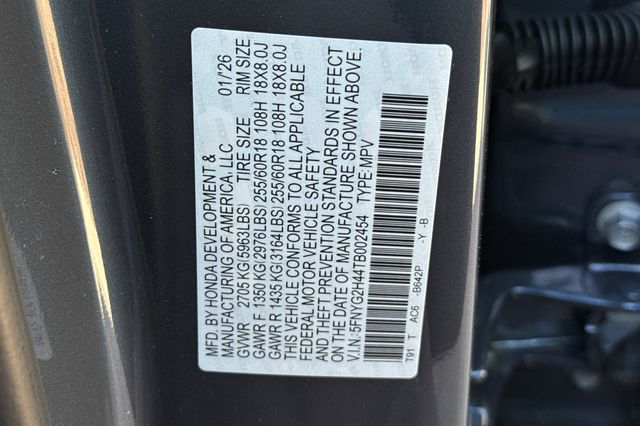 HONDA DEVELOPMENT &
MANUFACTURING OF AMERICA, LLC 01/'26
GVWR 2705 KG(5963LBS) TIRE SIZE RIM SIZE
GAWR F 1350 KG(2976LBS) 255/60R18 108H 18X8.0J
GAWR R 1435 KG(3164LBS) 255/60R18 108H 18X8.0J
THIS VEHICLE CONFORMS TO ALL APPLICABLE
FEDERAL MOTOR VEHICLE SAFETY
AND THEFT PREVENTION STANDARDS IN EFFECT
ON THE DATE OF MANUFACTURE SHOWN ABOVE.
V.I.N.:5FNYG2H44TB002454 TYPE:MPV
T91 T AC6 -B642P -Y -B